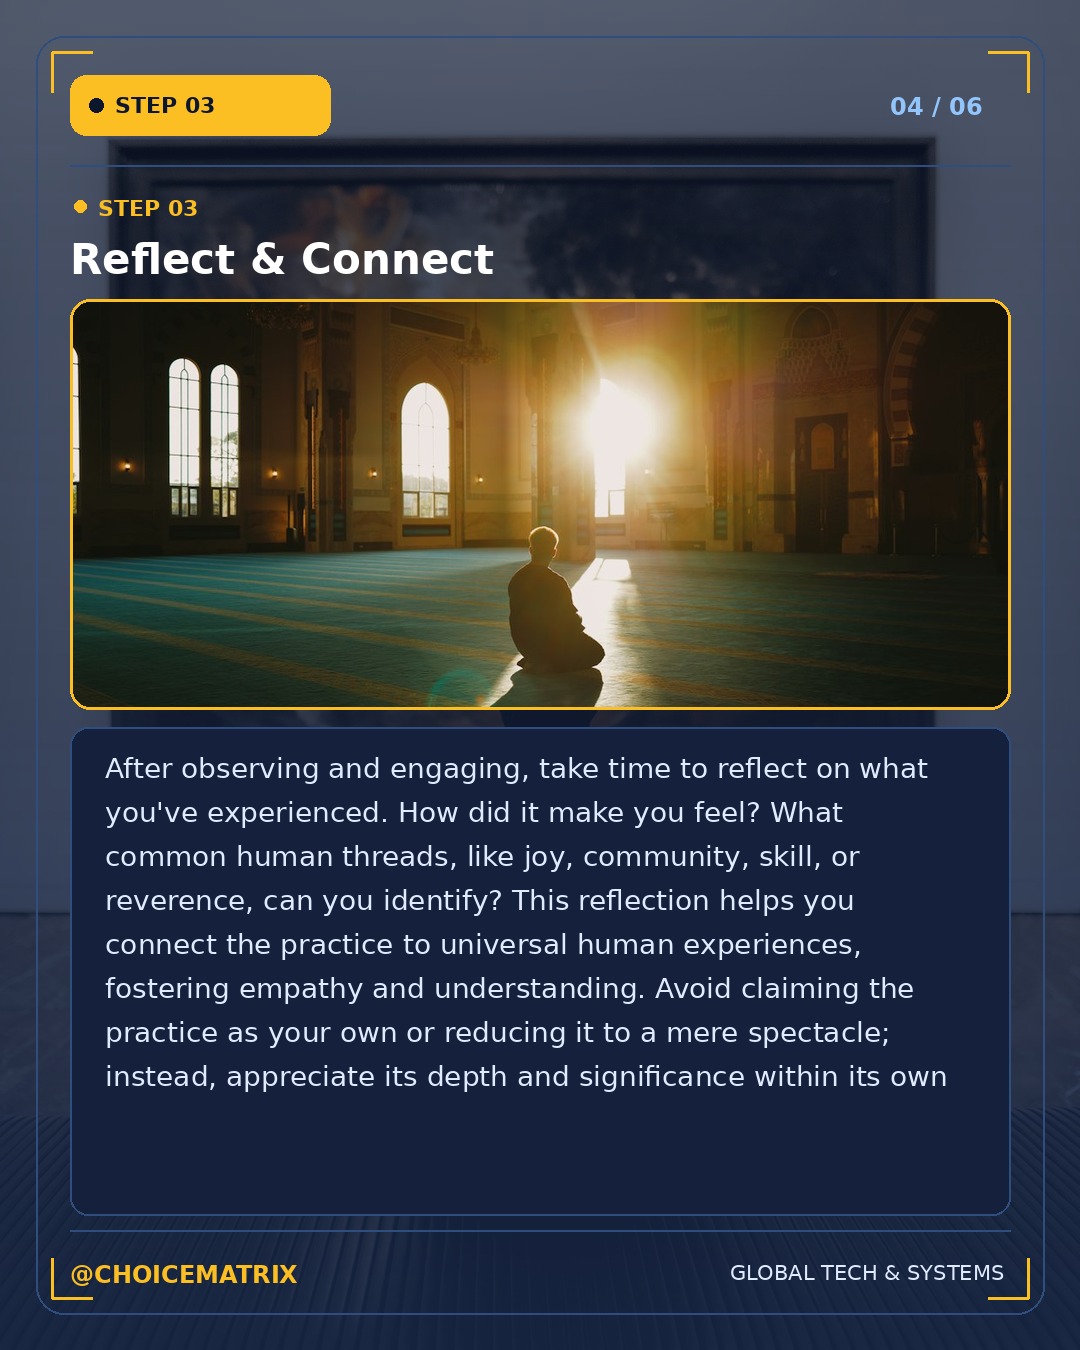 STEP 03
04 / 06
STEP 03
Reflect & Connect
After observing and engaging, take time to reflect on what
you've experienced. How did it make you feel? What
common human threads, like joy, community, skill, or
reverence, can you identify? This reflection helps you
connect the practice to universal human experiences,
fostering empathy and understanding. Avoid claiming the
practice as your own or reducing it to a mere spectacle;
instead, appreciate its depth and significance within its own
@CHOICEMATRIX
GLOBAL TECH & SYSTEMS